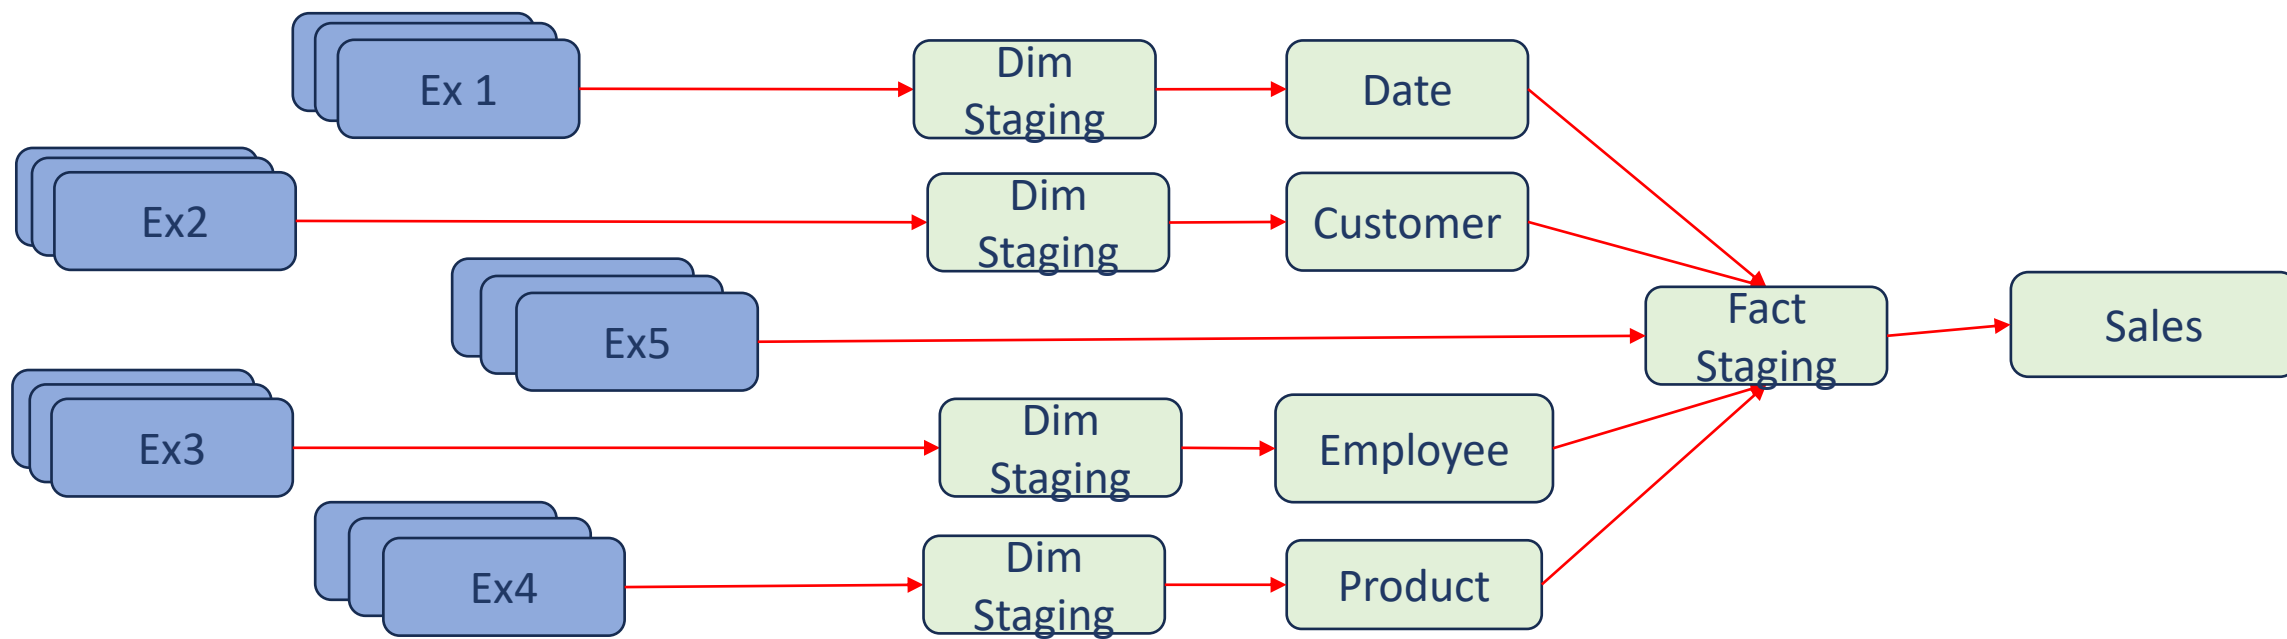 Ex 1
Dim
Staging
Date
Ex2
Dim
Staging
Customer
Ex5
Fact
Staging
Sales
Ex3
Dim
Staging
Employee
Ex4
Dim
Staging
Product